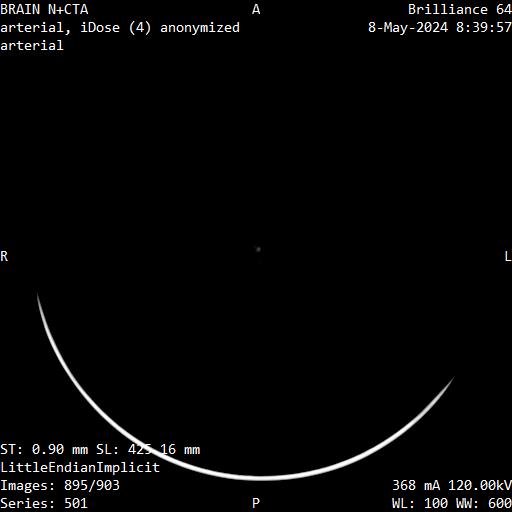 BRAIN N+CTA
arterial, iDose (4) anonymized
arterial
A
Brilliance 64
8-May-2024 8:39:57
R
L
ST: 0.90 mm SL: 425.16 mm
LittleEndianImplicit
Images: 895/903
Series: 501
P
368 mA 120.00kV
WL: 100 WW: 600